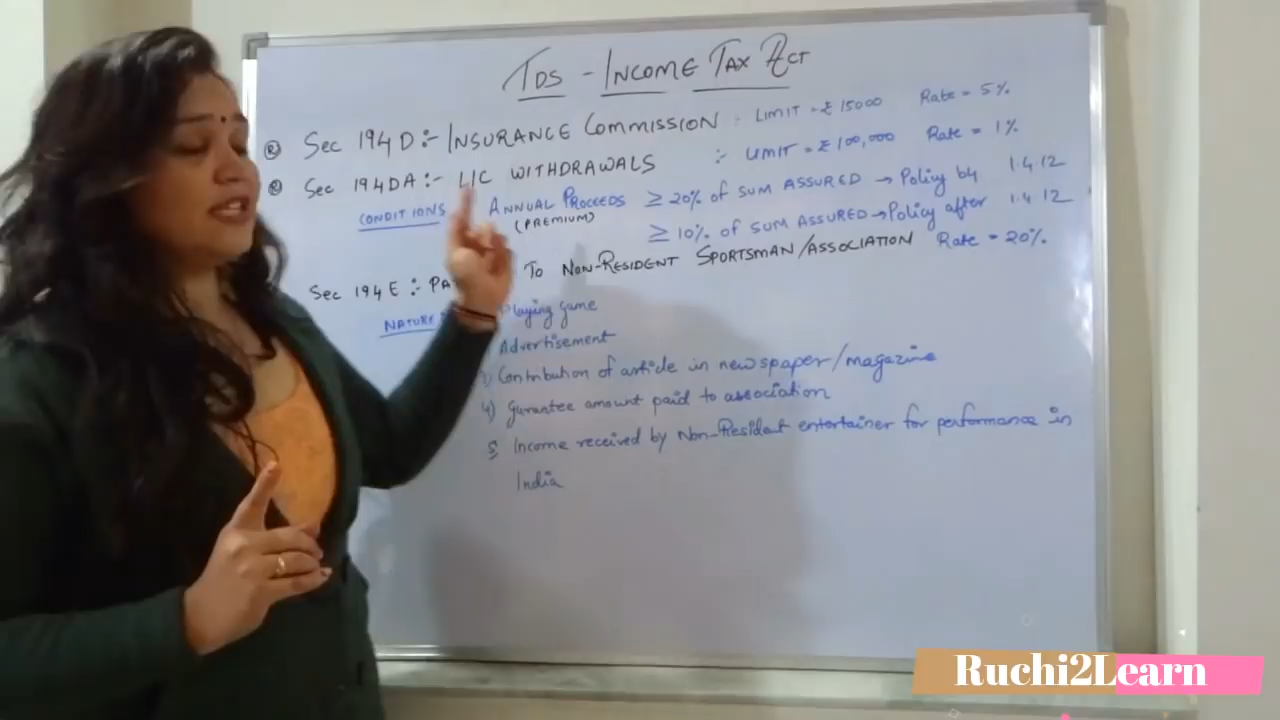 TDS - INCOME TAX ACT
(R) Sec 194D :- INSURANCE COMMISSION : LIMIT = ₹ 15000 Rate = 5%
(R) Sec 194DA :- LIC WITHDRAWALS :- LIMIT = ₹ 100,000 Rate = 1%
CONDITIONS ANNUAL PROCEEDS ≥ 20% of SUM ASSURED → Policy by 1.4.12
(PREMIUM) ≥ 10% of SUM ASSURED → Policy after 1.4.12
Sec 194E :- PA TO NON-RESIDENT SPORTSMAN/ASSOCIATION Rate = 20%
NATURE Playing game
Advertisement
Contribution of article in newspaper/magazine
4) Gurantee amount paid to association
5 Income received by Non-Resident entertainer for performance in
India
Ruchi2Learn